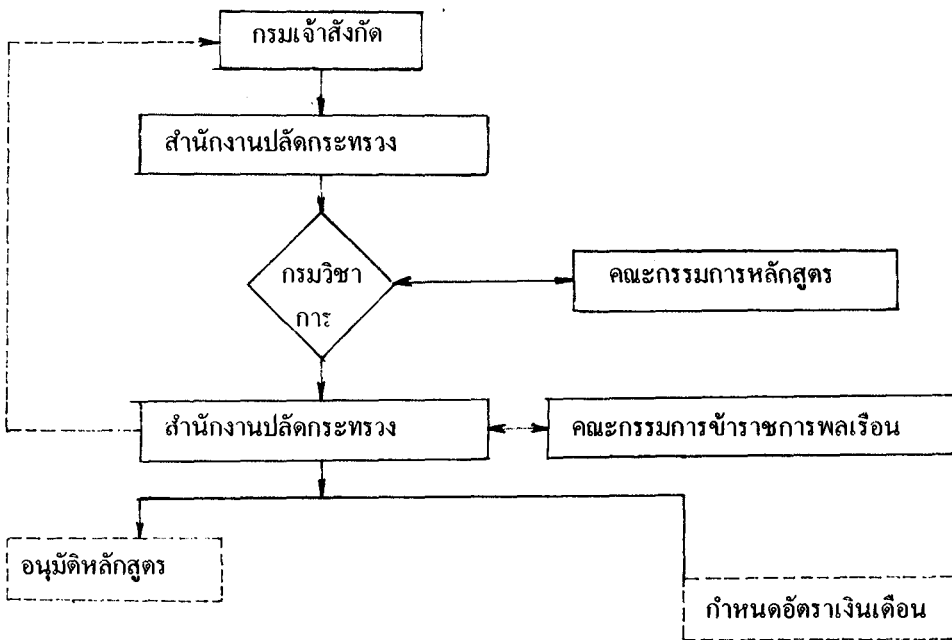 กรมเจ้าสังกัด
สำนักงานปลัดกระทรวง
กรมวิชา
การ
คณะกรรมการหลักสูตร
สำนักงานปลัดกระทรวง
คณะกรรมการข้าราชการพลเรือน
อนุมัติหลักสูตร
กำหนดอัตราเงินเดือน